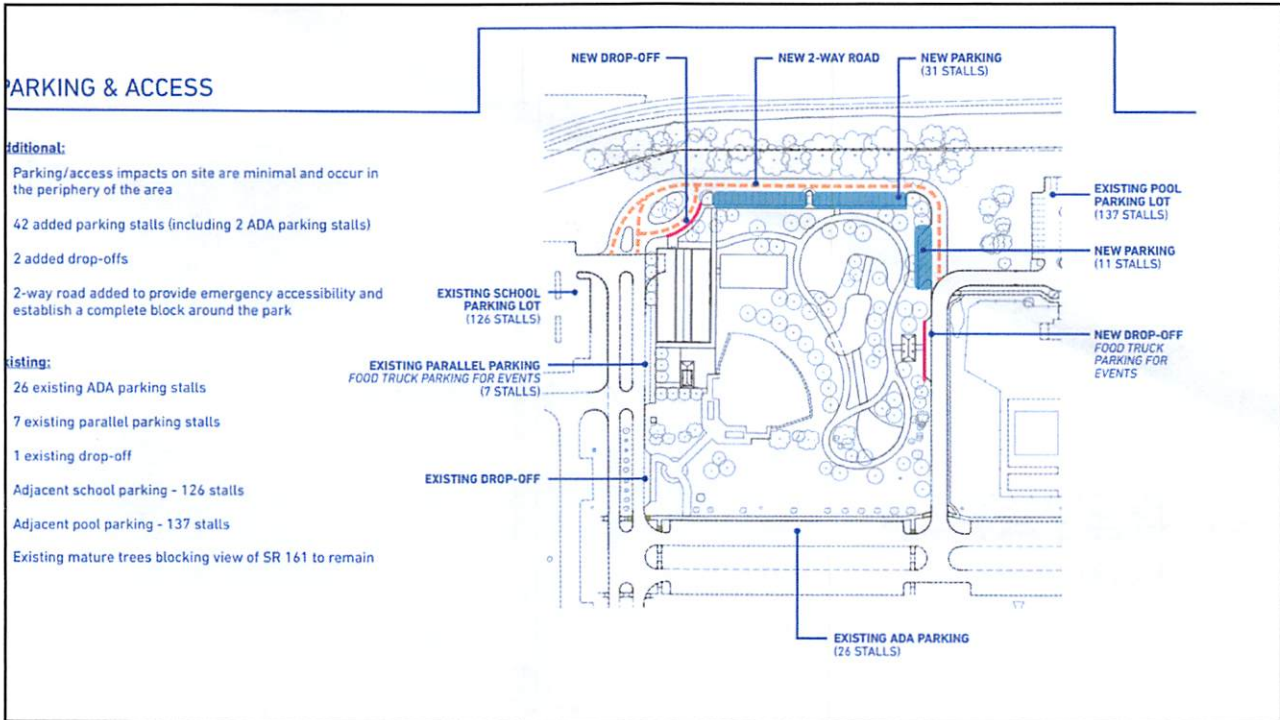 PARKING & ACCESS
dditional:
Parking/access impacts on site are minimal and occur in
the periphery of the area
42 added parking stalls (including 2 ADA parking stalls)
2 added drop-offs
2-way road added to provide emergency accessibility and
establish a complete block around the park
xisting:
26 existing ADA parking stalls
7 existing parallel parking stalls
1 existing drop-off
Adjacent school parking - 126 stalls
Adjacent pool parking - 137 stalls
Existing mature trees blocking view of SR 161 to remain
NEW DROP-OFF
NEW 2-WAY ROAD
NEW PARKING
(31 STALLS)
EXISTING POOL
PARKING LOT
(137 STALLS)
NEW PARKING
(11 STALLS)
EXISTING SCHOOL
PARKING LOT
(126 STALLS)
NEW DROP-OFF
FOOD TRUCK
PARKING FOR
EVENTS
EXISTING PARALLEL PARKING
FOOD TRUCK PARKING FOR EVENTS
(7 STALLS)
EXISTING DROP-OFF
EXISTING ADA PARKING
(26 STALLS)